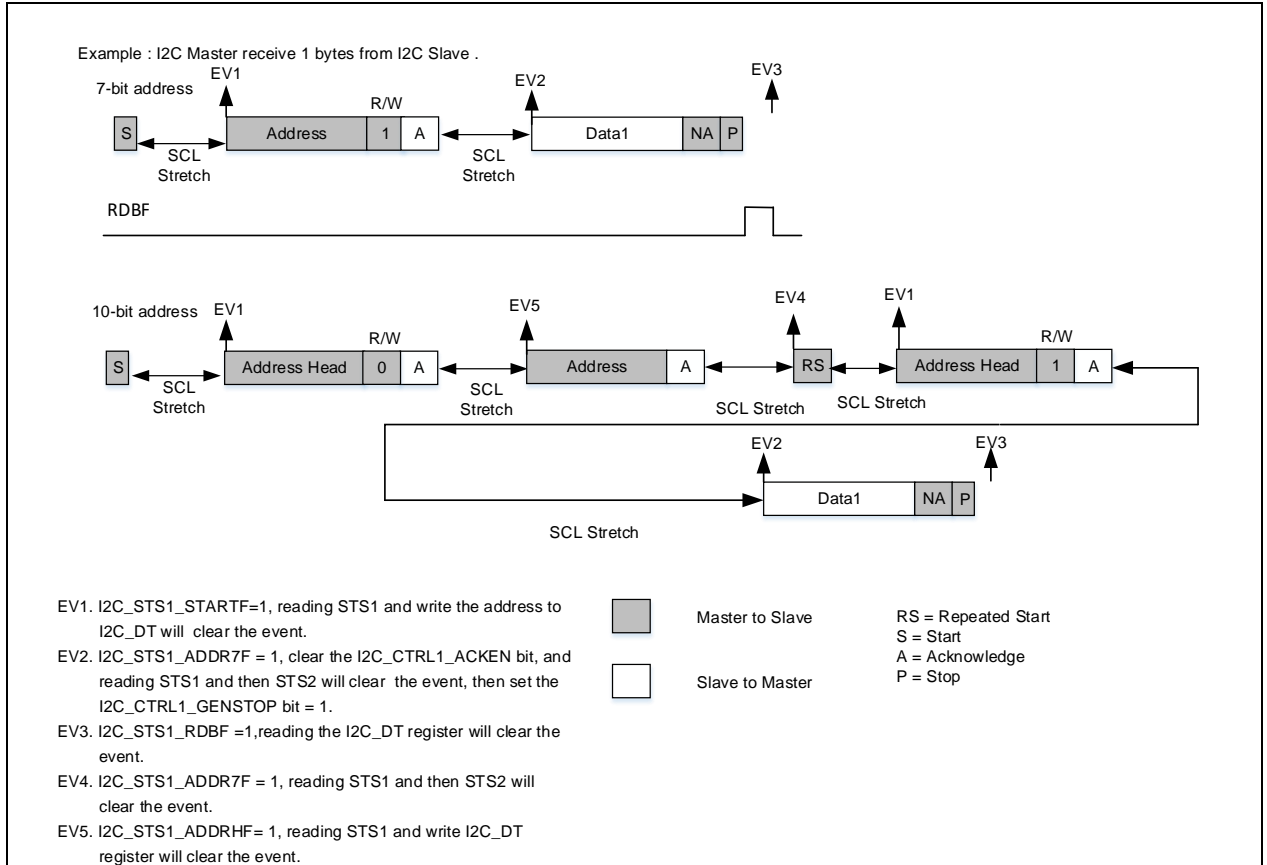 Example : I2C Master receive 1 bytes from I2C Slave .
7-bit address
EV1
EV2
EV3
R/W
S
Address
1
A
Data1
NA
P
SCL
Stretch
SCL
Stretch
RDBF
10-bit address
EV1
EV5
EV4
EV1
R/W
R/W
S
Address Head
0
A
Address
A
RS
Address Head
1
A
SCL
Stretch
SCL
Stretch
SCL Stretch
SCL Stretch
EV2
EV3
Data1
NA
P
SCL Stretch
EV1. I2C_STS1_STARTF=1, reading STS1 and write the address to
I2C_DT will clear the event.
EV2. I2C_STS1_ADDR7F = 1, clear the I2C_CTRL1_ACKEN bit, and
reading STS1 and then STS2 will clear the event, then set the
I2C_CTRL1_GENSTOP bit = 1.
EV3. I2C_STS1_RDBF =1,reading the I2C_DT register will clear the
event.
EV4. I2C_STS1_ADDR7F = 1, reading STS1 and then STS2 will
clear the event.
EV5. I2C_STS1_ADDRHF= 1, reading STS1 and write I2C_DT
register will clear the event.
Master to Slave
Slave to Master
RS = Repeated Start
S = Start
A = Acknowledge
P = Stop